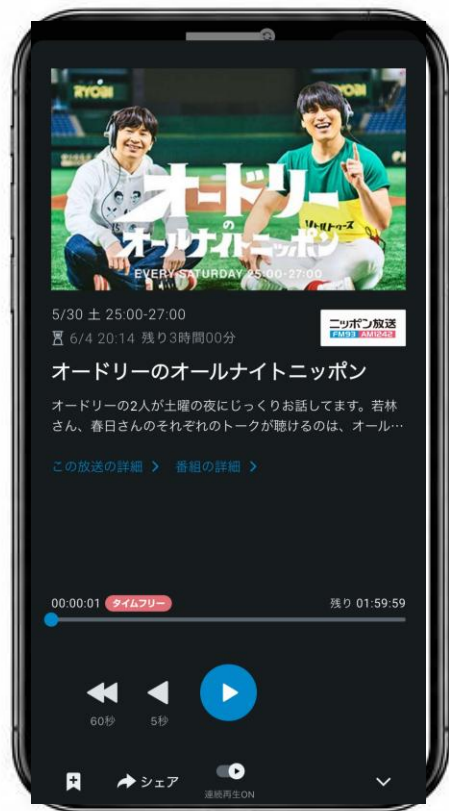 RYOBI
オードリー
の
オールナイトニッポン
EVERY SATURDAY 25:00-27:00
リトルトゥース
5/30 土 25:00-27:00
6/4 20:14 残り3時間00分
ニッポン放送
FM93 AM1242
オードリーのオールナイトニッポン
オードリーの2人が土曜の夜にじっくりお話してます。若林
さん、春日さんのそれぞれのトークが聴けるのは、オール…
この放送の詳細 番組の詳細
00:00:01 タイムフリー 残り 01:59:59
60秒 5秒
シェア
連続再生ON